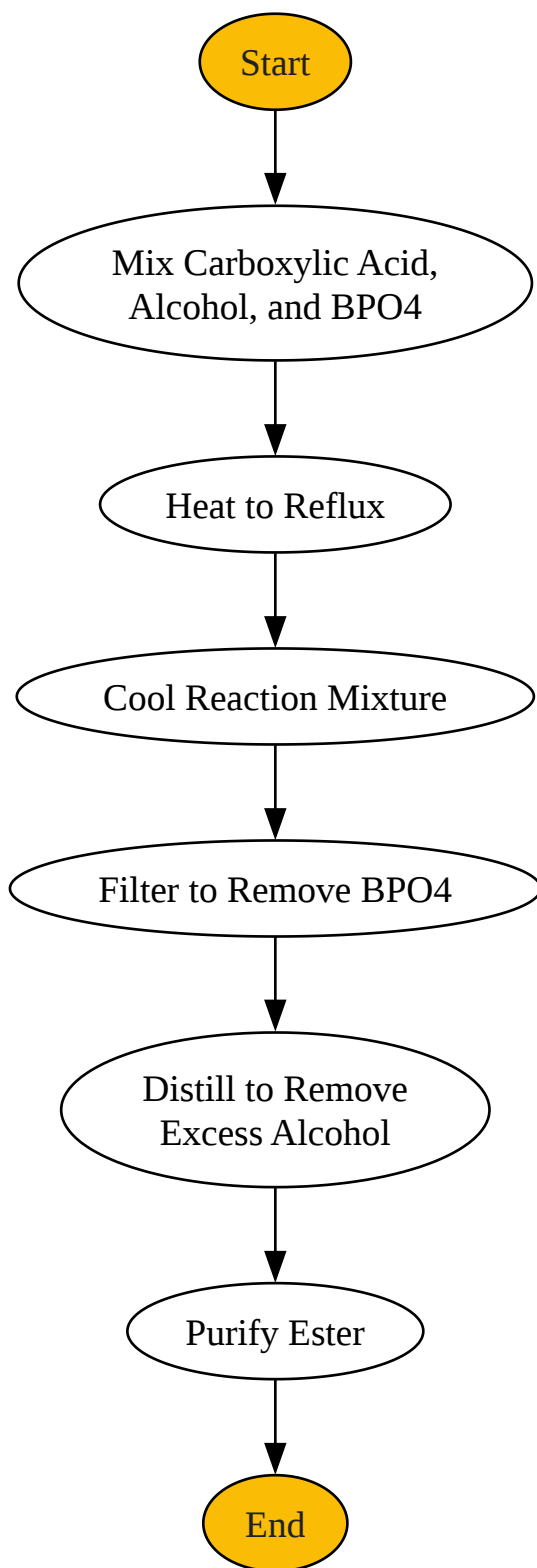 Start
Mix Carboxylic Acid,
Alcohol, and BPO4
Heat to Reflux
Cool Reaction Mixture
Filter to Remove BPO4
Distill to Remove
Excess Alcohol
Purify Ester
End